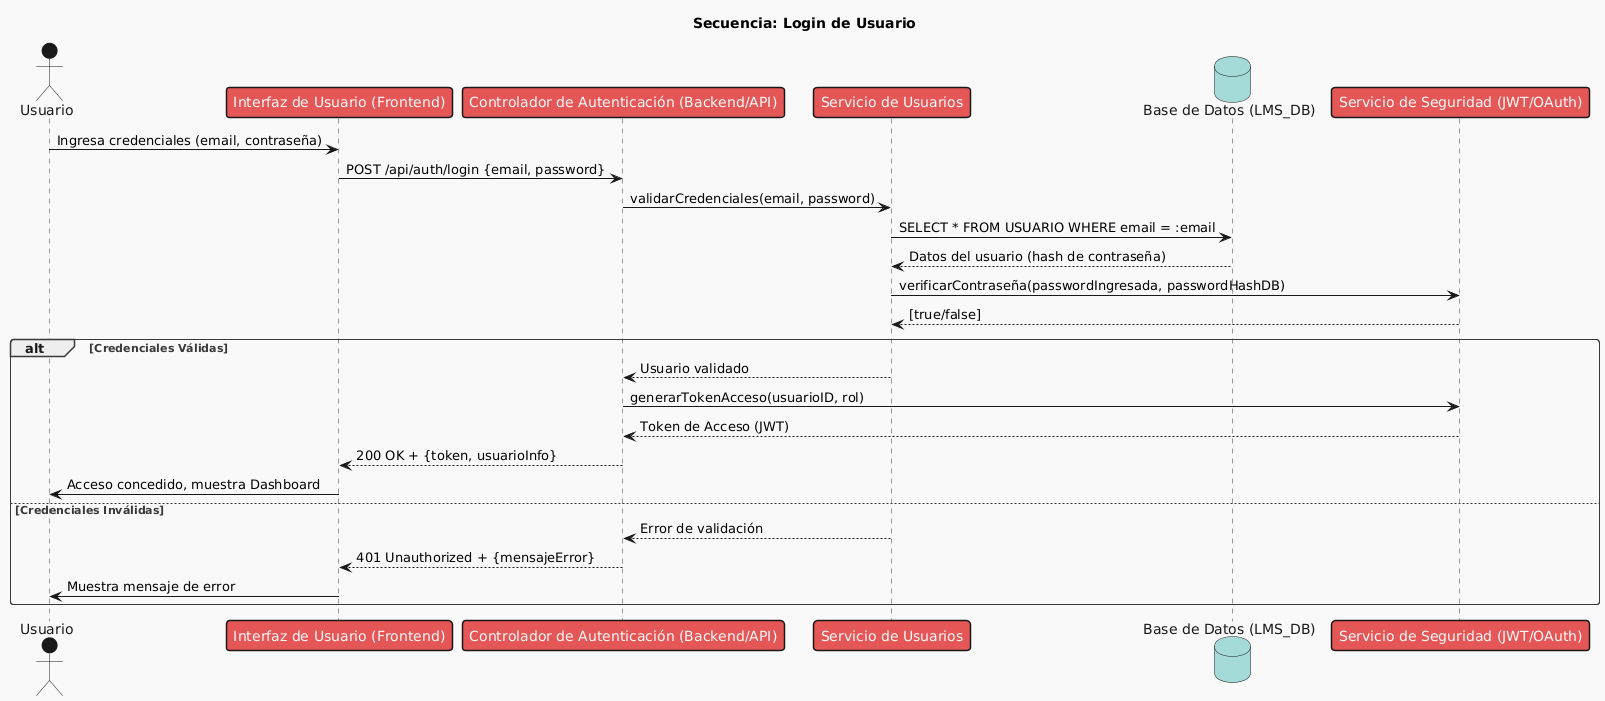 Secuencia: Login de Usuario
Usuario
Interfaz de Usuario (Frontend)
Controlador de Autenticación (Backend/API)
Servicio de Usuarios
Base de Datos (LMS_DB)
Servicio de Seguridad (JWT/OAuth)
Ingresa credenciales (email, contraseña)
POST /api/auth/login {email, password}
validarCredenciales(email, password)
SELECT * FROM USUARIO WHERE email = :email
Datos del usuario (hash de contraseña)
verificarContraseña(passwordIngresada, passwordHashDB)
[true/false]
alt
[Credenciales Válidas]
Usuario validado
generarTokenAcceso(usuarioID, rol)
Token de Acceso (JWT)
200 OK + {token, usuarioInfo}
Acceso concedido, muestra Dashboard
[Credenciales Inválidas]
Error de validación
401 Unauthorized + {mensajeError}
Muestra mensaje de error
Usuario
Interfaz de Usuario (Frontend)
Controlador de Autenticación (Backend/API)
Servicio de Usuarios
Base de Datos (LMS_DB)
Servicio de Seguridad (JWT/OAuth)